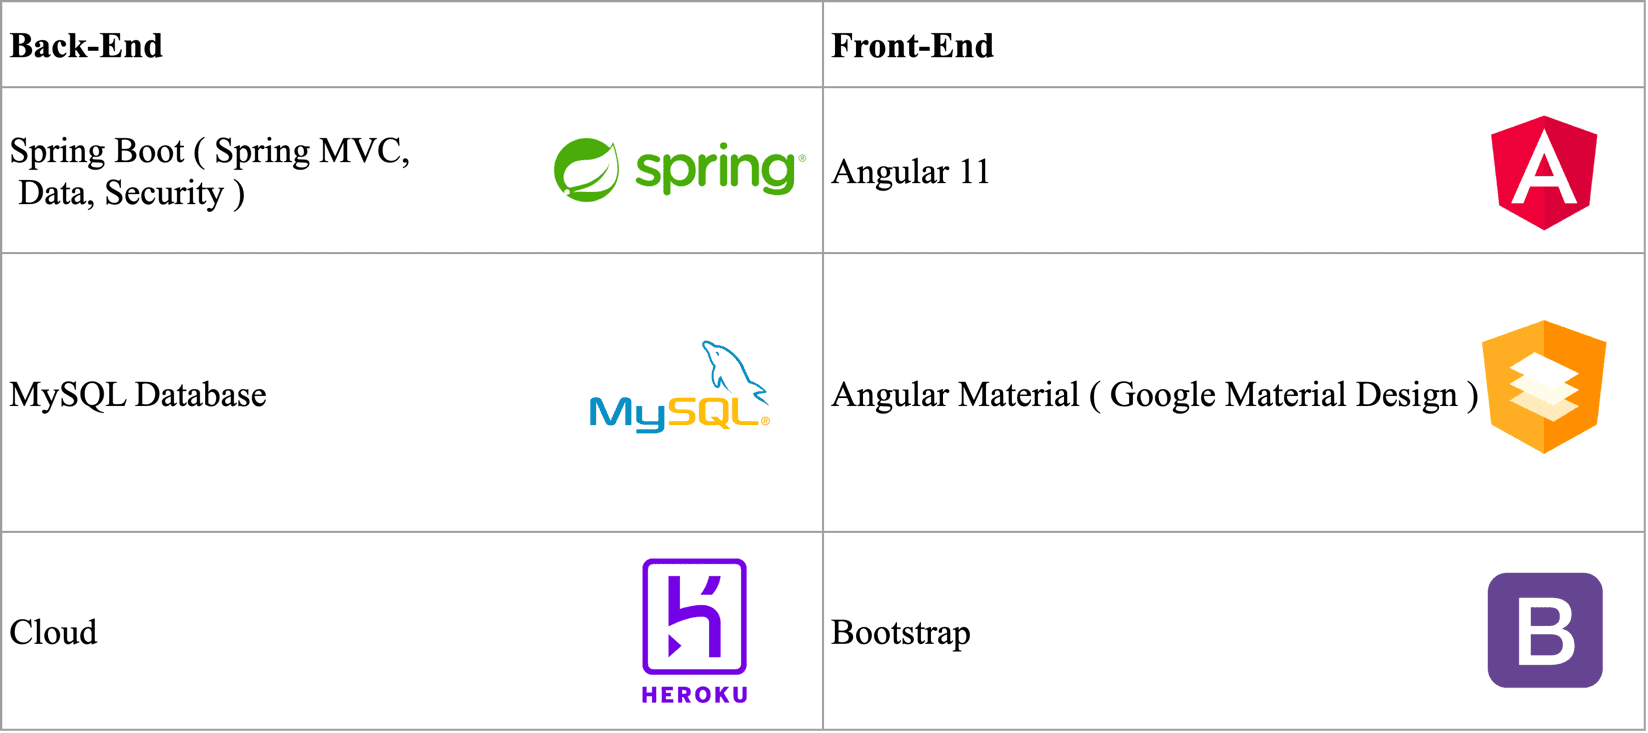 Back-End
Front-End
Spring Boot ( Spring MVC,
Data, Security )
spring®
Angular 11
A
MySQL Database
MySQL®
Angular Material ( Google Material Design )
Cloud
HEROKU
Bootstrap
B